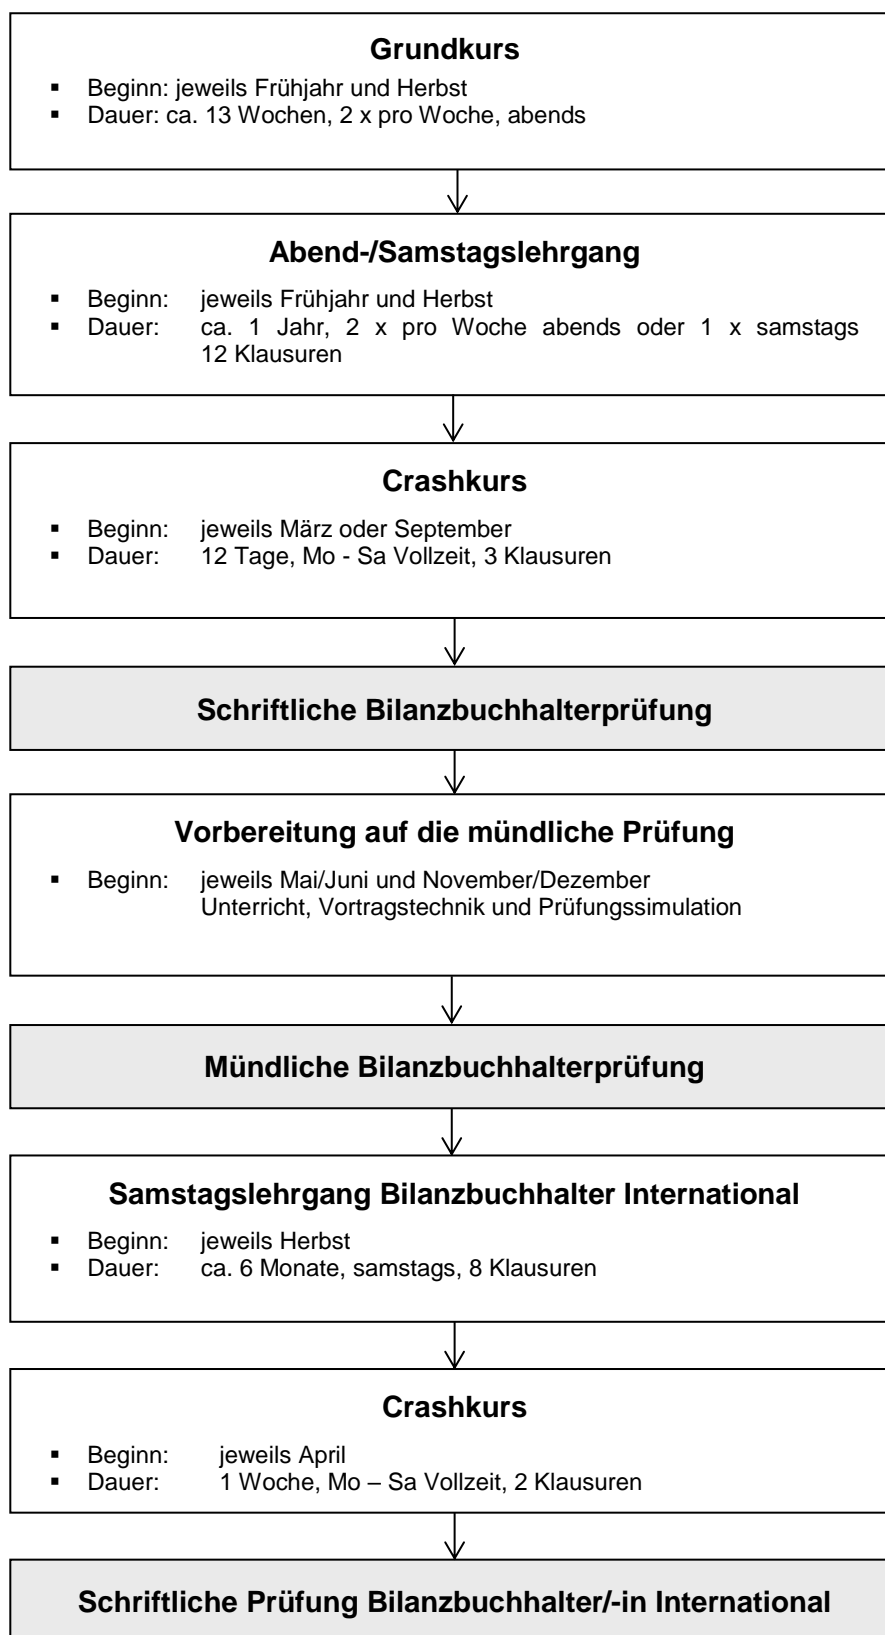 Grundkurs
▪ Beginn: jeweils Frühjahr und Herbst
▪ Dauer: ca. 13 Wochen, 2 x pro Woche, abends
Abend-/Samstagslehrgang
▪ Beginn: jeweils Frühjahr und Herbst
▪ Dauer: ca. 1 Jahr, 2 x pro Woche abends oder 1 x samstags
12 Klausuren
Crashkurs
▪ Beginn: jeweils März oder September
▪ Dauer: 12 Tage, Mo - Sa Vollzeit, 3 Klausuren
Schriftliche Bilanzbuchhalterprüfung
Vorbereitung auf die mündliche Prüfung
▪ Beginn: jeweils Mai/Juni und November/Dezember
Unterricht, Vortragstechnik und Prüfungssimulation
Mündliche Bilanzbuchhalterprüfung
Samstagslehrgang Bilanzbuchhalter International
▪ Beginn: jeweils Herbst
▪ Dauer: ca. 6 Monate, samstags, 8 Klausuren
Crashkurs
▪ Beginn: jeweils April
▪ Dauer: 1 Woche, Mo – Sa Vollzeit, 2 Klausuren
Schriftliche Prüfung Bilanzbuchhalter/-in International